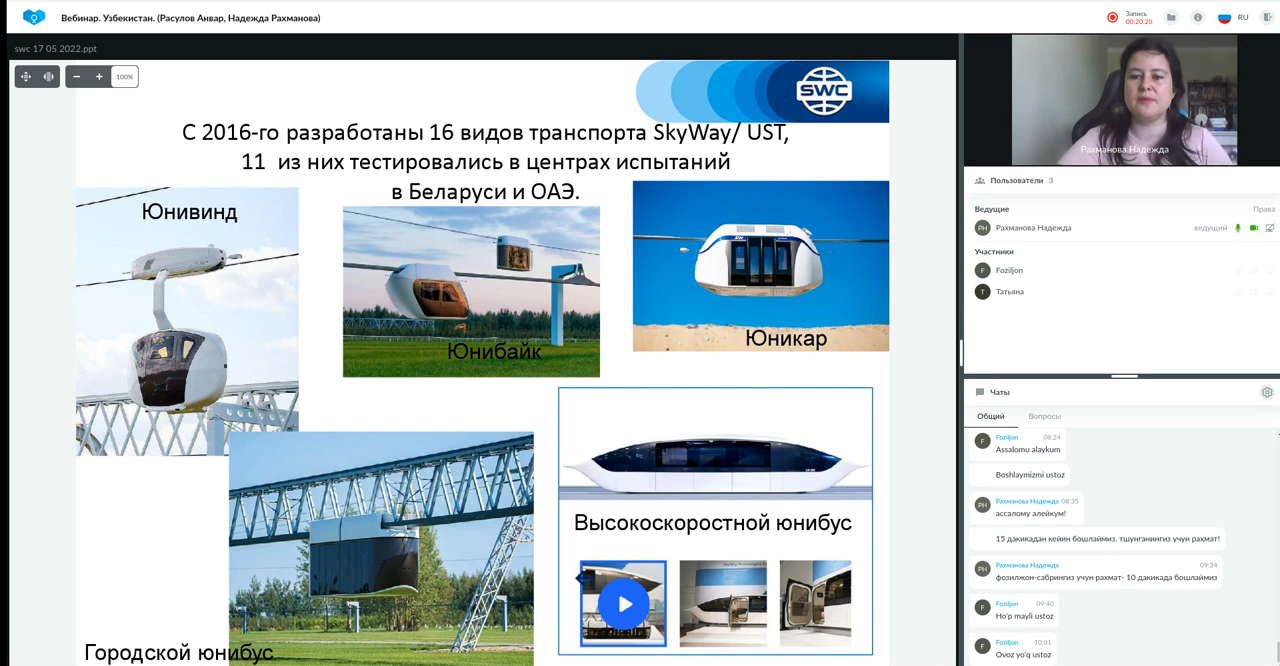 Вебинар. Узбекистан. (Расулов Анвар, Надежда Рахманова)
Запись
00:20:20
RU
swc 17 05 2022.ppt
100%
SWC
С 2016-го разработаны 16 видов транспорта SkyWay/ UST,
11 из них тестировались в центрах испытаний
в Беларуси и ОАЭ.
Юнивинд
Юнибайк
Юникар
Высокоскоростной юнибус
Городской юнибус
Рахманова Надежда
Пользователи 3
Ведущие Права
РН Рахманова Надежда ведущий
Участники
F Foziljon
Т Татьяна
Чаты
Общий Вопросы
F Foziljon 08:24
Assalomu alaykum
Boshlaymizmi ustoz
РН Рахманова Надежда 08:35
ассалому алейкум!
15 дакикадан кейин бошлаймиз. тшунганингиз учун рахмат!
РН Рахманова Надежда 09:34
фозилжон-сабрингиз учун рахмат- 10 дакикада бошлаймиз
F Foziljon 09:40
Ho'p mayli ustoz
F Foziljon 10:01
Ovoz yo'q ustoz